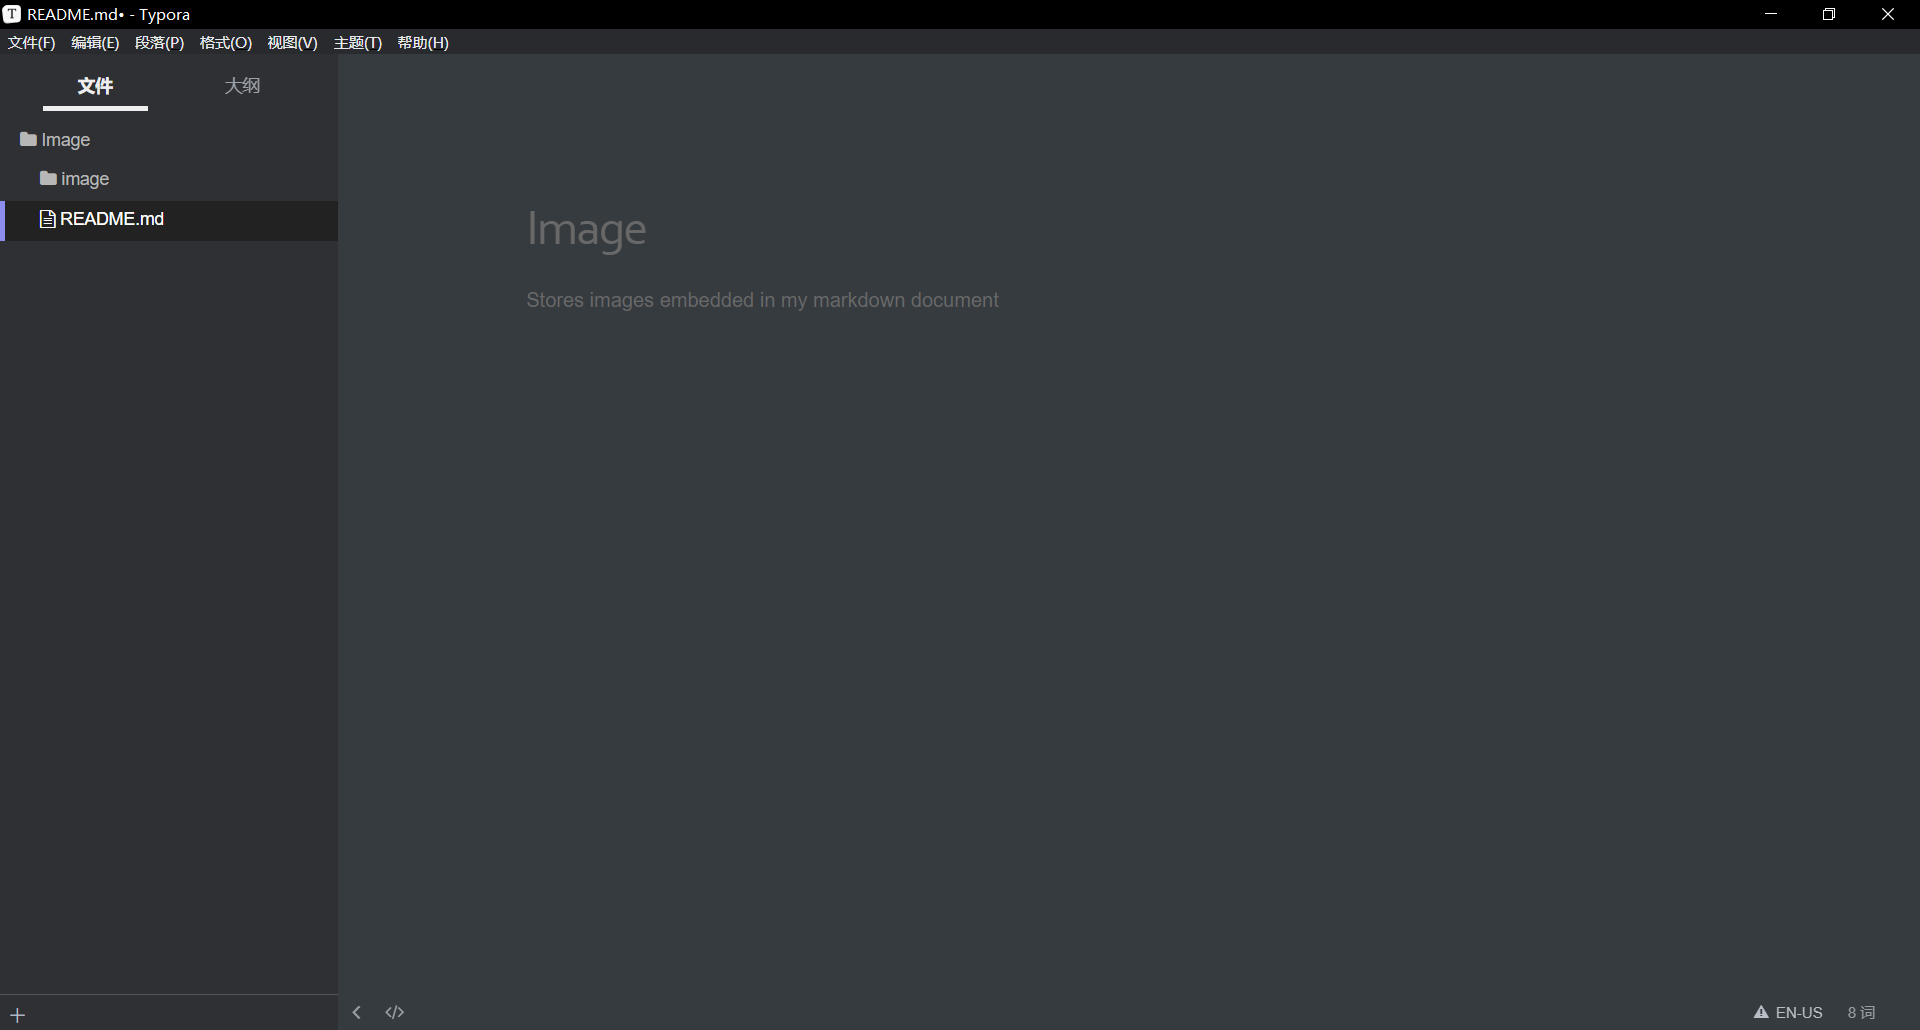 T README.md• - Typora
文件(F) 编辑(E) 段落(P) 格式(O) 视图(V) 主题(T) 帮助(H)
文件 大纲
Image
image
README.md
Image
Stores images embedded in my markdown document
EN-US 8 词